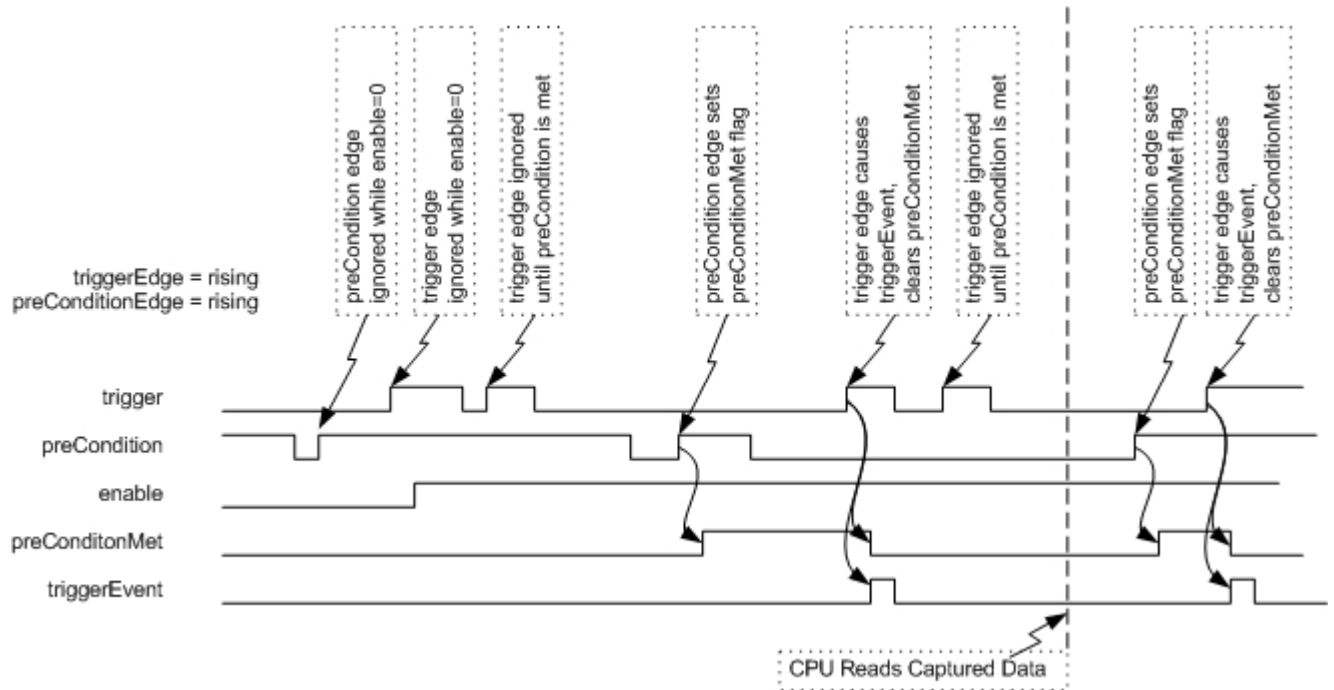 preCondition edge
ignored while enable=0
trigger edge
ignored while enable=0
trigger edge ignored
until preCondition is met
preCondition edge sets
preConditionMet flag
trigger edge causes
triggerEvent,
clears preConditionMet
trigger edge ignored
until preCondition is met
preCondition edge sets
preConditionMet flag
trigger edge causes
triggerEvent,
clears preConditionMet
triggerEdge = rising
preConditionEdge = rising
trigger
preCondition
enable
preConditonMet
triggerEvent
CPU Reads Captured Data